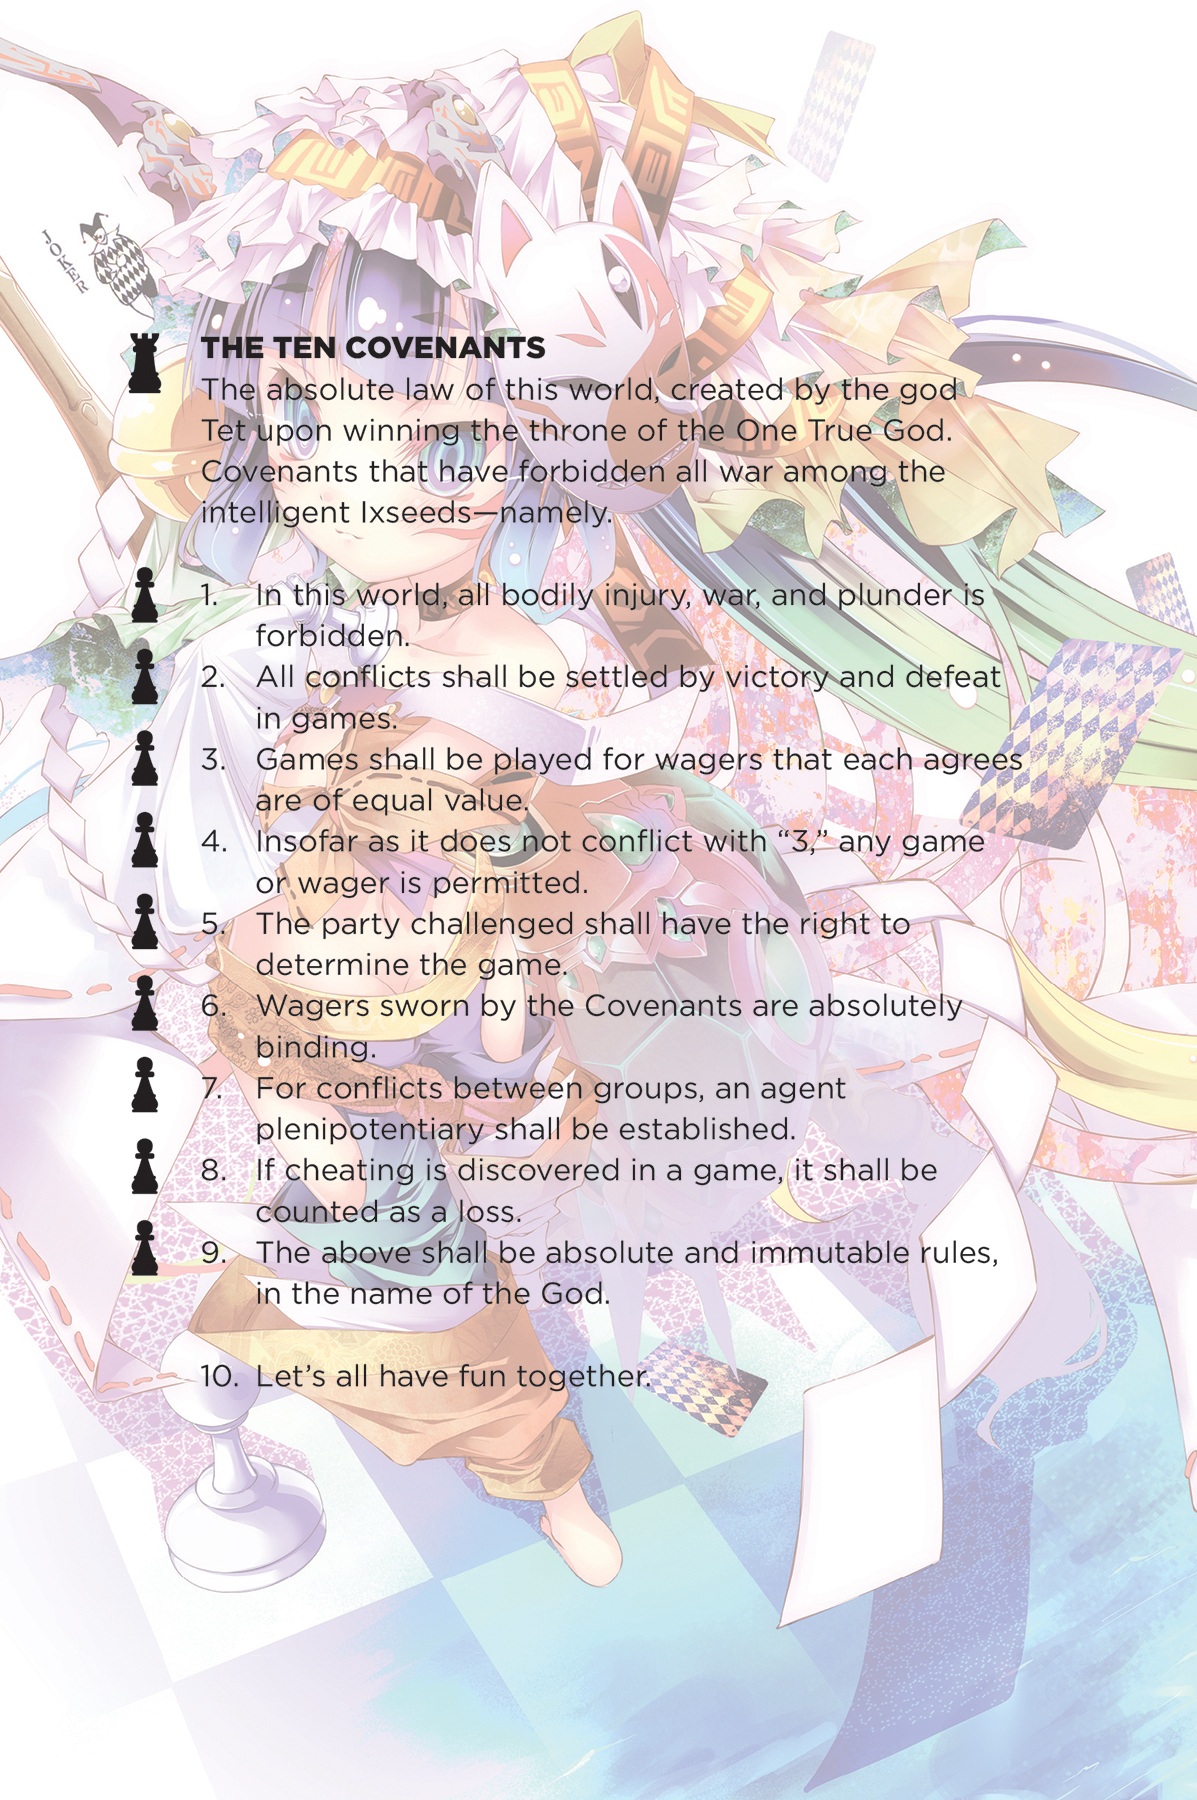 JOKER
THE TEN COVENANTS
The absolute law of this world, created by the god
Tet upon winning the throne of the One True God.
Covenants that have forbidden all war among the
intelligent Ixseeds—namely.
1. In this world, all bodily injury, war, and plunder is
forbidden.
2. All conflicts shall be settled by victory and defeat
in games.
3. Games shall be played for wagers that each agrees
are of equal value.
4. Insofar as it does not conflict with “3,” any game
or wager is permitted.
5. The party challenged shall have the right to
determine the game.
6. Wagers sworn by the Covenants are absolutely
binding.
7. For conflicts between groups, an agent
plenipotentiary shall be established.
8. If cheating is discovered in a game, it shall be
counted as a loss.
9. The above shall be absolute and immutable rules,
in the name of the God.
10. Let’s all have fun together.